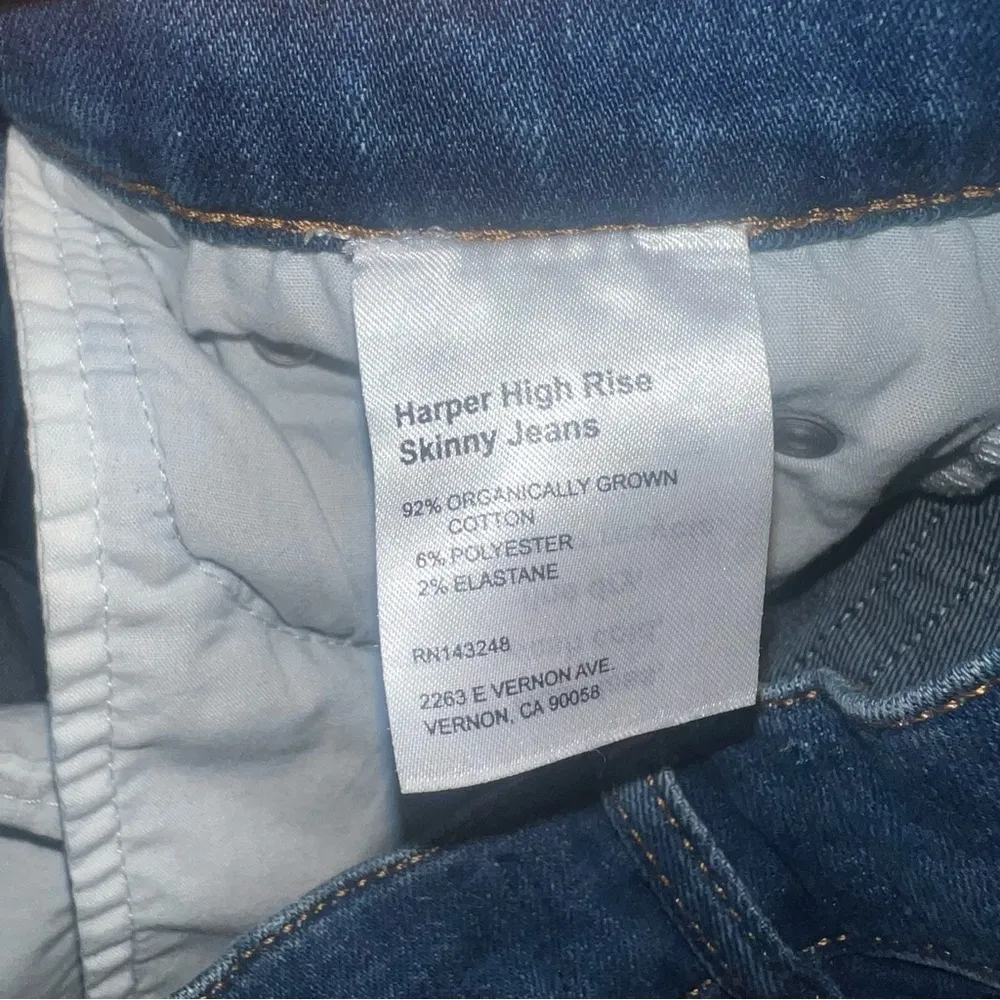 Harper High Rise
Skinny Jeans
92% ORGANICALLY GROWN
COTTON
6% POLYESTER
2% ELASTANE
RN143248
2263 E VERNON AVE.
VERNON, CA 90058